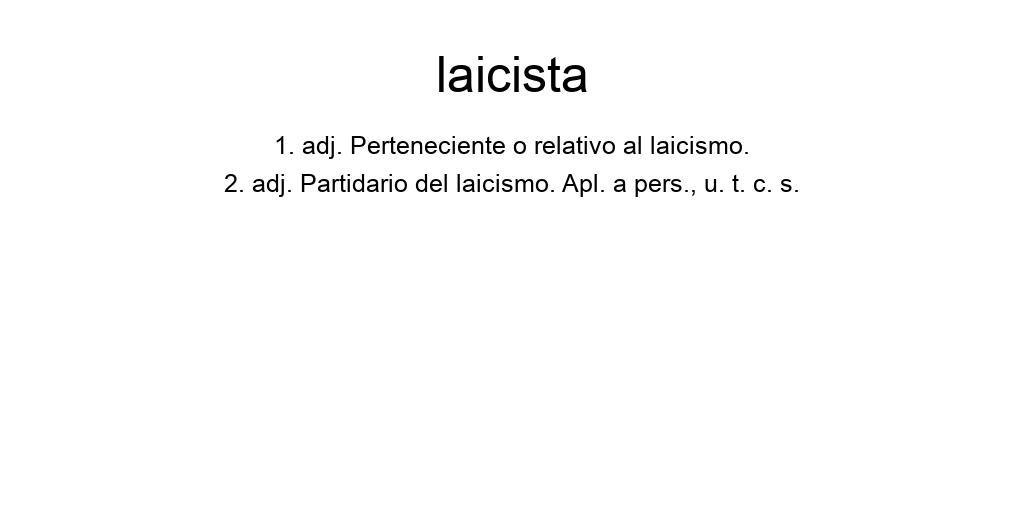 laicista
1. adj. Perteneciente o relativo al laicismo.
2. adj. Partidario del laicismo. Apl. a pers., u. t. c. s.